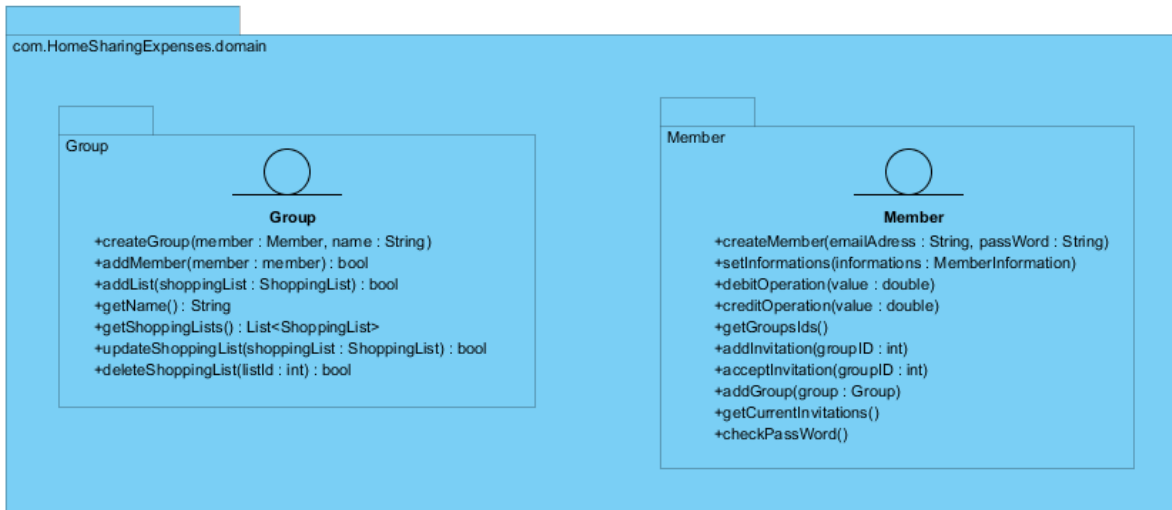 com.HomeSharingExpenses.domain
Group
Group
+createGroup(member : Member, name : String)
+addMember(member : member) : bool
+addList(shoppingList : ShoppingList) : bool
+getName() : String
+getShoppingLists() : List<ShoppingList>
+updateShoppingList(shoppingList : ShoppingList) : bool
+deleteShoppingList(listId : int) : bool
Member
Member
+createMember(emailAdress : String, passWord : String)
+setInformations(informations : MemberInformation)
+debitOperation(value : double)
+creditOperation(value : double)
+getGroupsIds()
+addInvitation(groupID : int)
+acceptInvitation(groupID : int)
+addGroup(group : Group)
+getCurrentInvitations()
+checkPassWord()